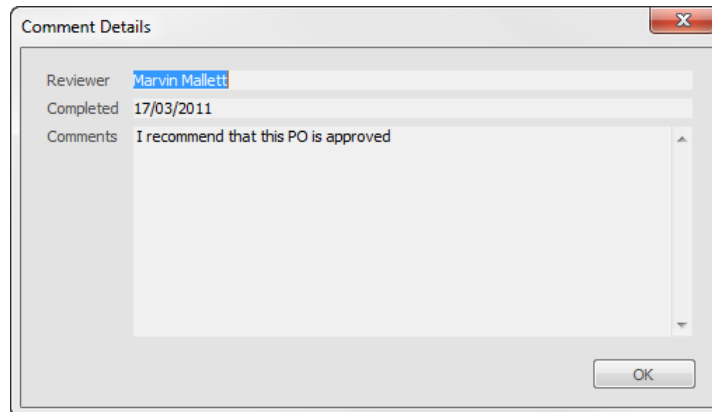 Comment Details
Reviewer Marvin Mallett
Completed 17/03/2011
Comments I recommend that this PO is approved
OK